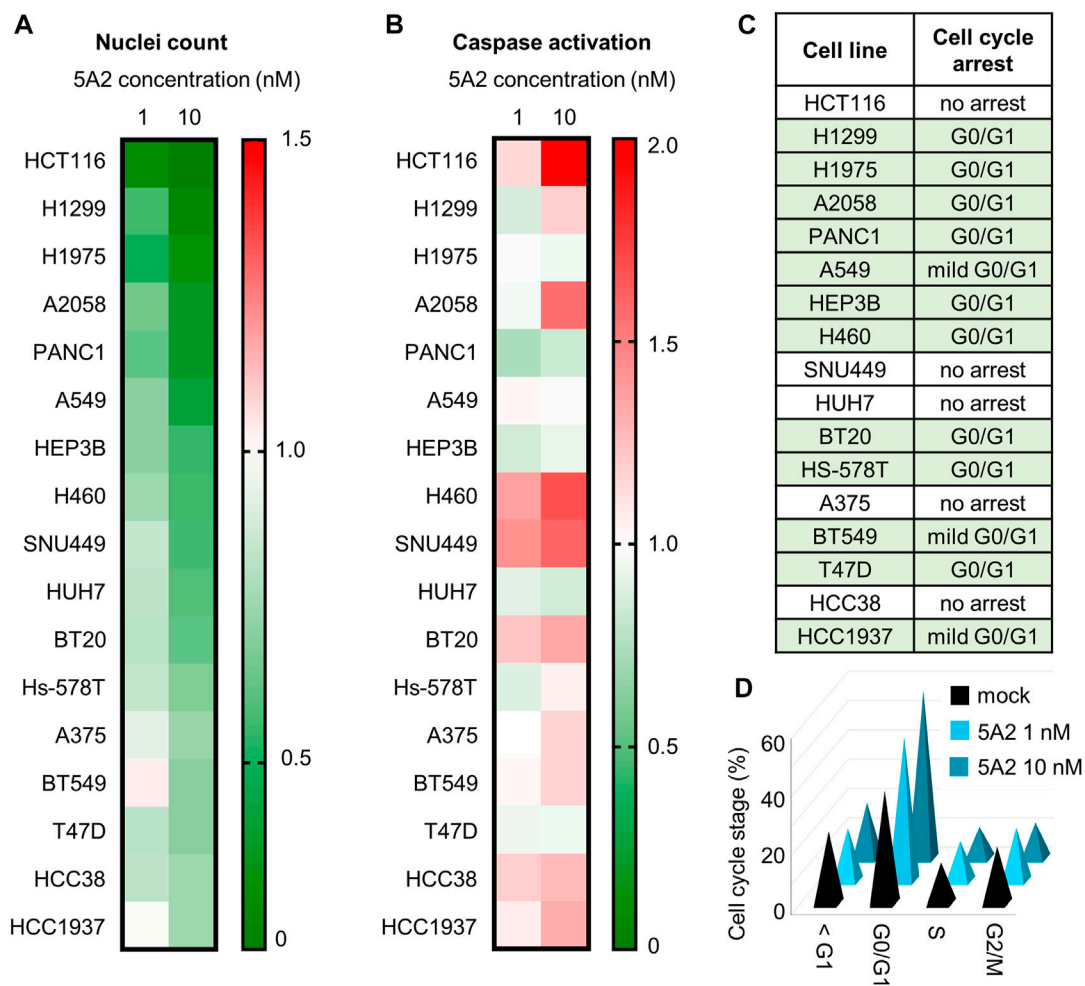 A
Nuclei count
5A2 concentration (nM)
1 10
HCT116
H1299
H1975
A2058
PANC1
A549
HEP3B
H460
SNU449
HUH7
BT20
Hs-578T
A375
BT549
T47D
HCC38
HCC1937
1.5
1.0
0.5
0
B
Caspase activation
5A2 concentration (nM)
1 10
HCT116
H1299
H1975
A2058
PANC1
A549
HEP3B
H460
SNU449
HUH7
BT20
Hs-578T
A375
BT549
T47D
HCC38
HCC1937
2.0
1.5
1.0
0.5
0
C
Cell line Cell cycle
arrest
HCT116 no arrest
H1299 G0/G1
H1975 G0/G1
A2058 G0/G1
PANC1 G0/G1
A549 mild G0/G1
HEP3B G0/G1
H460 G0/G1
SNU449 no arrest
HUH7 no arrest
BT20 G0/G1
HS-578T G0/G1
A375 no arrest
BT549 mild G0/G1
T47D G0/G1
HCC38 no arrest
HCC1937 mild G0/G1
D
mock
5A2 1 nM
5A2 10 nM
Cell cycle stage (%)
60
40
20
0
< G1
G0/G1
S
G2/M